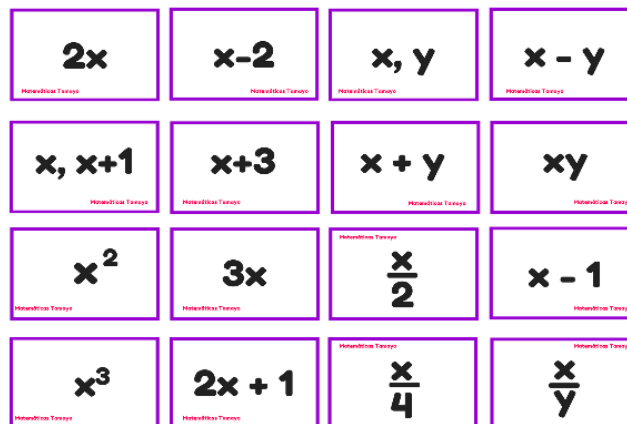 2x
Matemáticas Tamayo
x-2
Matemáticas Tamayo
x, y
Matemáticas Tamayo
x - y
Matemáticas Tamayo
x, x+1
Matemáticas Tamayo
x+3
Matemáticas Tamayo
x + y
Matemáticas Tamayo
xy
Matemáticas Tamayo
x²
Matemáticas Tamayo
3x
Matemáticas Tamayo
x
2
x - 1
Matemáticas Tamayo
x³
Matemáticas Tamayo
2x + 1
Matemáticas Tamayo
Matemáticas Tamayo
x
4
Matemáticas Tamayo
x
y